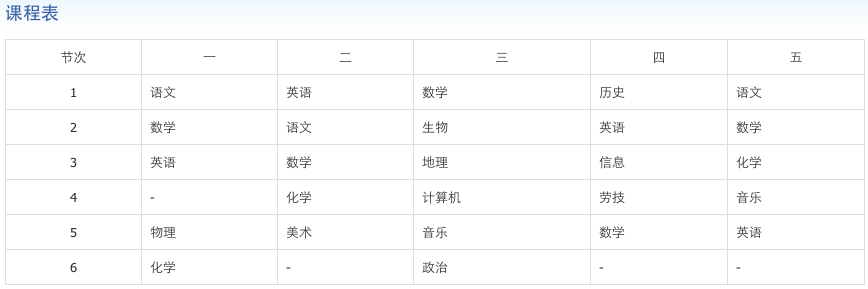 课程表
节次 一 二 三 四 五
1 语文 英语 数学 历史 语文
2 数学 语文 生物 英语 数学
3 英语 数学 地理 信息 化学
4 - 化学 计算机 劳技 音乐
5 物理 美术 音乐 数学 英语
6 化学 - 政治 - -